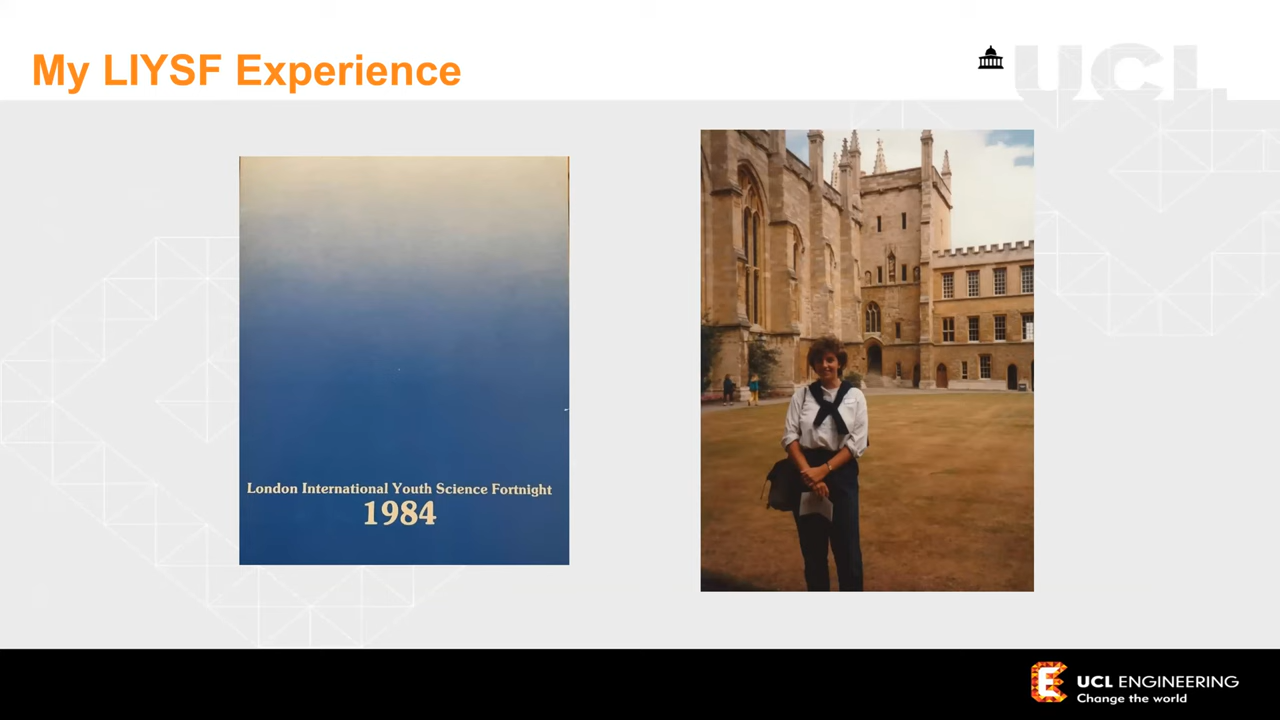 My LIYSF Experience
UCL
London International Youth Science Fortnight
1984
UCL ENGINEERING
Change the world